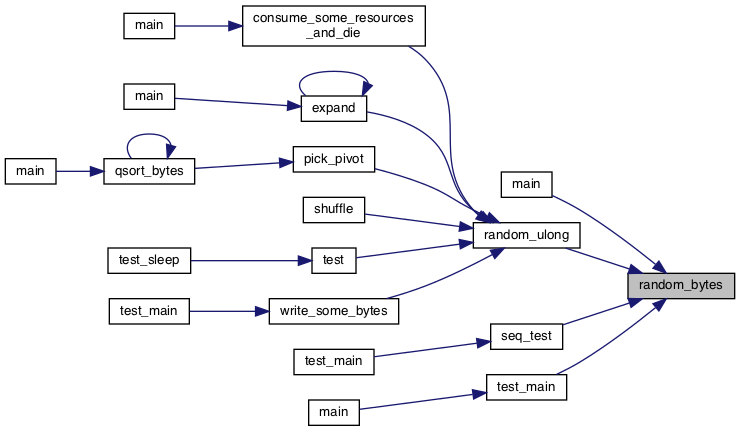 main
consume_some_resources
_and_die
main
expand
main
qsort_bytes
pick_pivot
main
shuffle
random_ulong
test_sleep
test
random_bytes
test_main
write_some_bytes
seq_test
test_main
test_main
main